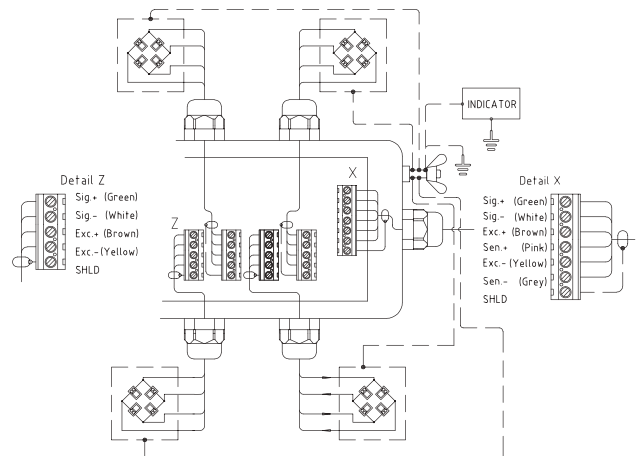 INDICATOR
Detail Z
Sig.+ (Green)
Sig.- (White)
Exc.+ (Brown)
Exc.- (Yellow)
SHLD
Z
X
Detail X
Sig.+ (Green)
Sig.- (White)
Exc.+ (Brown)
Sen.+ (Pink)
Exc.- (Yellow)
Sen.- (Grey)
SHLD